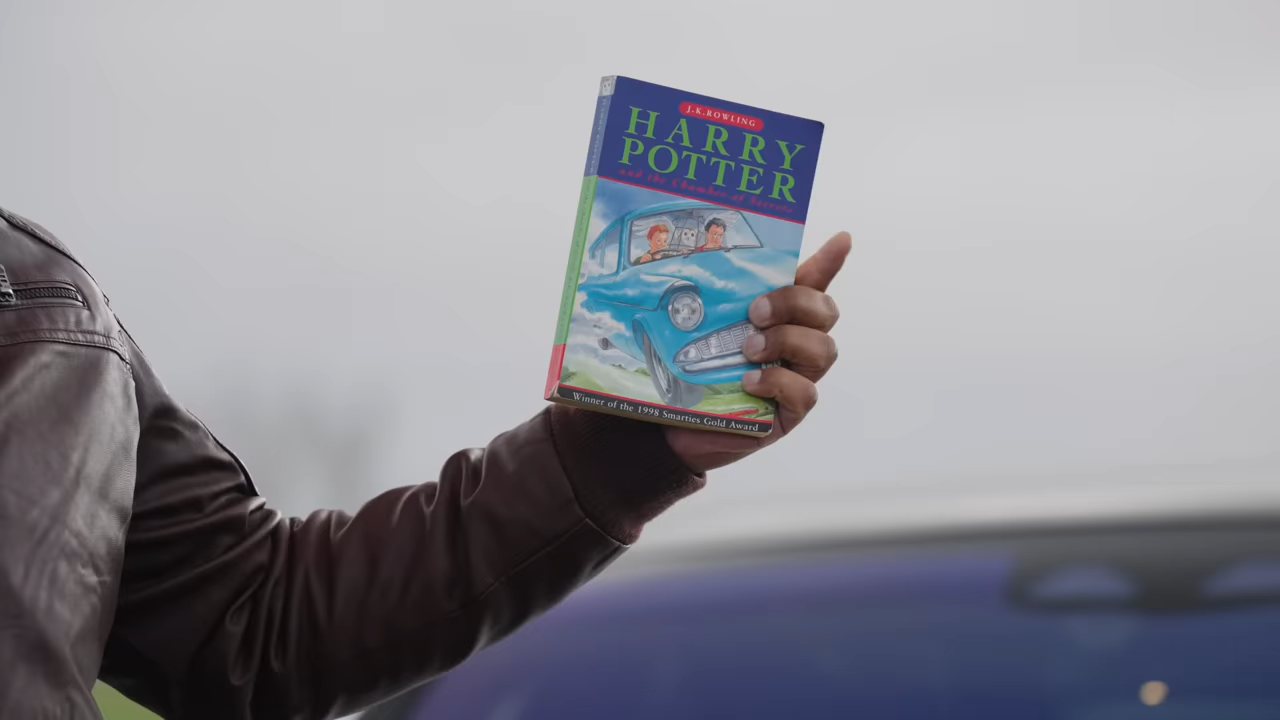 J.K.ROWLING
HARRY
POTTER
and the Chamber of Secrets
Winner of the 1998 Smarties Gold Award